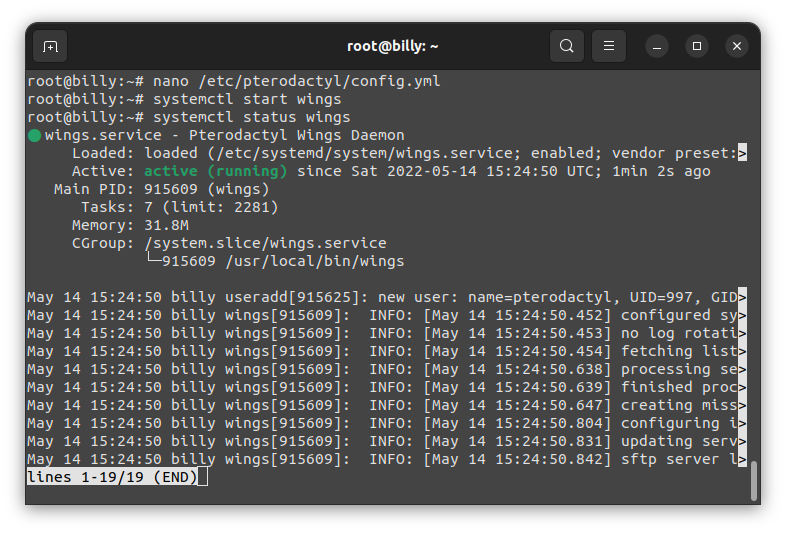 root@billy: ~
root@billy:~# nano /etc/pterodactyl/config.yml
root@billy:~# systemctl start wings
root@billy:~# systemctl status wings
●wings.service - Pterodactyl Wings Daemon
     Loaded: loaded (/etc/systemd/system/wings.service; enabled; vendor preset:>
     Active: active (running) since Sat 2022-05-14 15:24:50 UTC; 1min 2s ago
   Main PID: 915609 (wings)
      Tasks: 7 (limit: 2281)
     Memory: 31.8M
     CGroup: /system.slice/wings.service
             └─915609 /usr/local/bin/wings
May 14 15:24:50 billy useradd[915625]: new user: name=pterodactyl, UID=997, GID>
May 14 15:24:50 billy wings[915609]:  INFO: [May 14 15:24:50.452] configured sy>
May 14 15:24:50 billy wings[915609]:  INFO: [May 14 15:24:50.453] no log rotati>
May 14 15:24:50 billy wings[915609]:  INFO: [May 14 15:24:50.454] fetching list>
May 14 15:24:50 billy wings[915609]:  INFO: [May 14 15:24:50.638] processing se>
May 14 15:24:50 billy wings[915609]:  INFO: [May 14 15:24:50.639] finished proc>
May 14 15:24:50 billy wings[915609]:  INFO: [May 14 15:24:50.647] creating miss>
May 14 15:24:50 billy wings[915609]:  INFO: [May 14 15:24:50.804] configuring i>
May 14 15:24:50 billy wings[915609]:  INFO: [May 14 15:24:50.831] updating serv>
May 14 15:24:50 billy wings[915609]:  INFO: [May 14 15:24:50.842] sftp server l>
lines 1-19/19 (END)